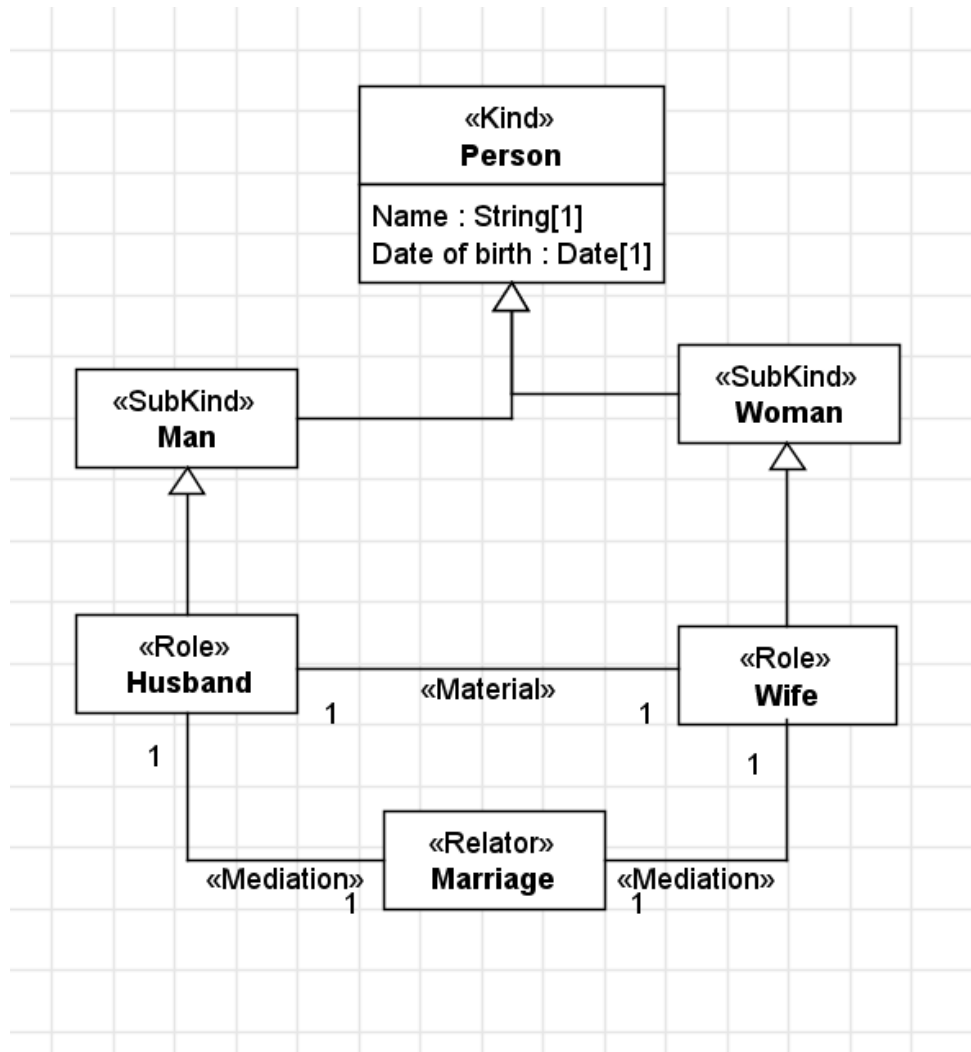 «Kind»
Person
Name : String[1]
Date of birth : Date[1]
«SubKind»
Man
«SubKind»
Woman
«Role»
Husband
«Role»
Wife
«Material»
1
1
1
1
«Relator»
Marriage
«Mediation»
1
«Mediation»
1